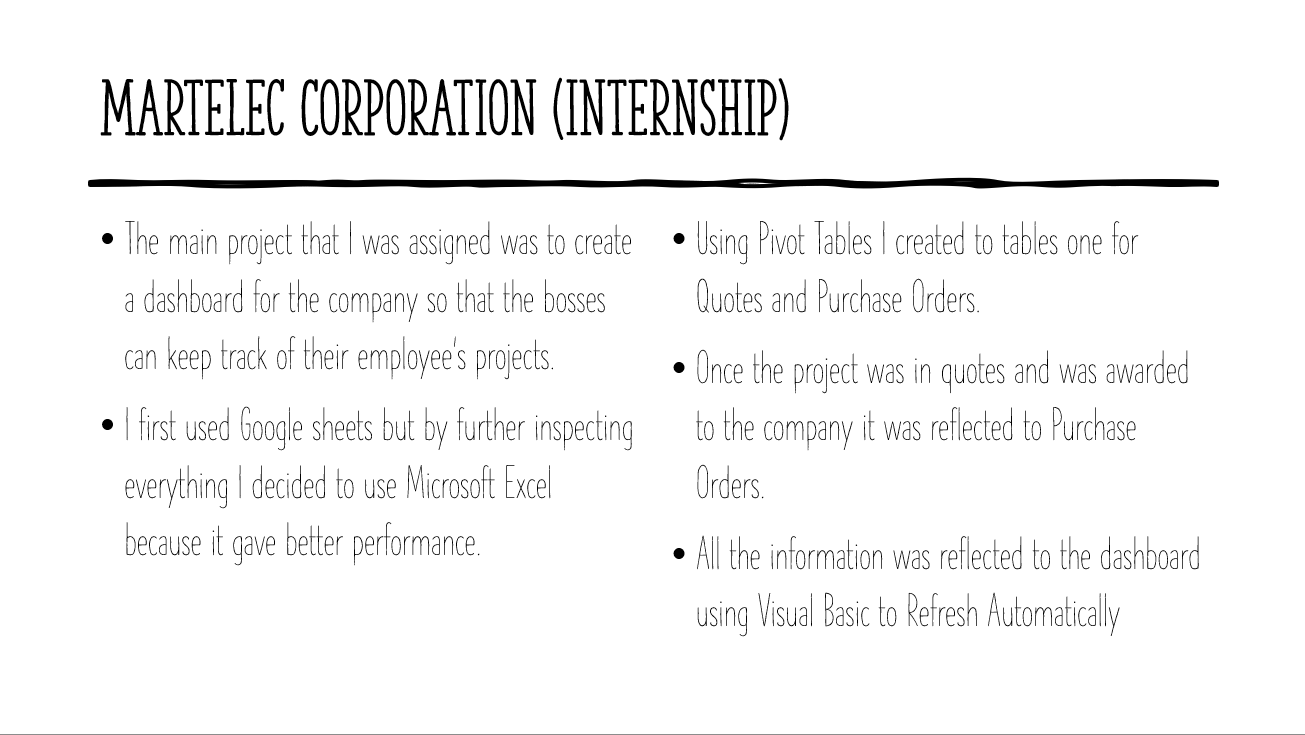 MARTELEC CORPORATION (INTERNSHIP)
• The main project that I was assigned was to create
a dashboard for the company so that the bosses
can keep track of their employee's projects.
• I first used Google sheets but by further inspecting
everything I decided to use Microsoft Excel
because it gave better performance.
• Using Pivot Tables I created to tables one for
Quotes and Purchase Orders.
• Once the project was in quotes and was awarded
to the company it was reflected to Purchase
Orders.
• All the information was reflected to the dashboard
using Visual Basic to Refresh Automatically